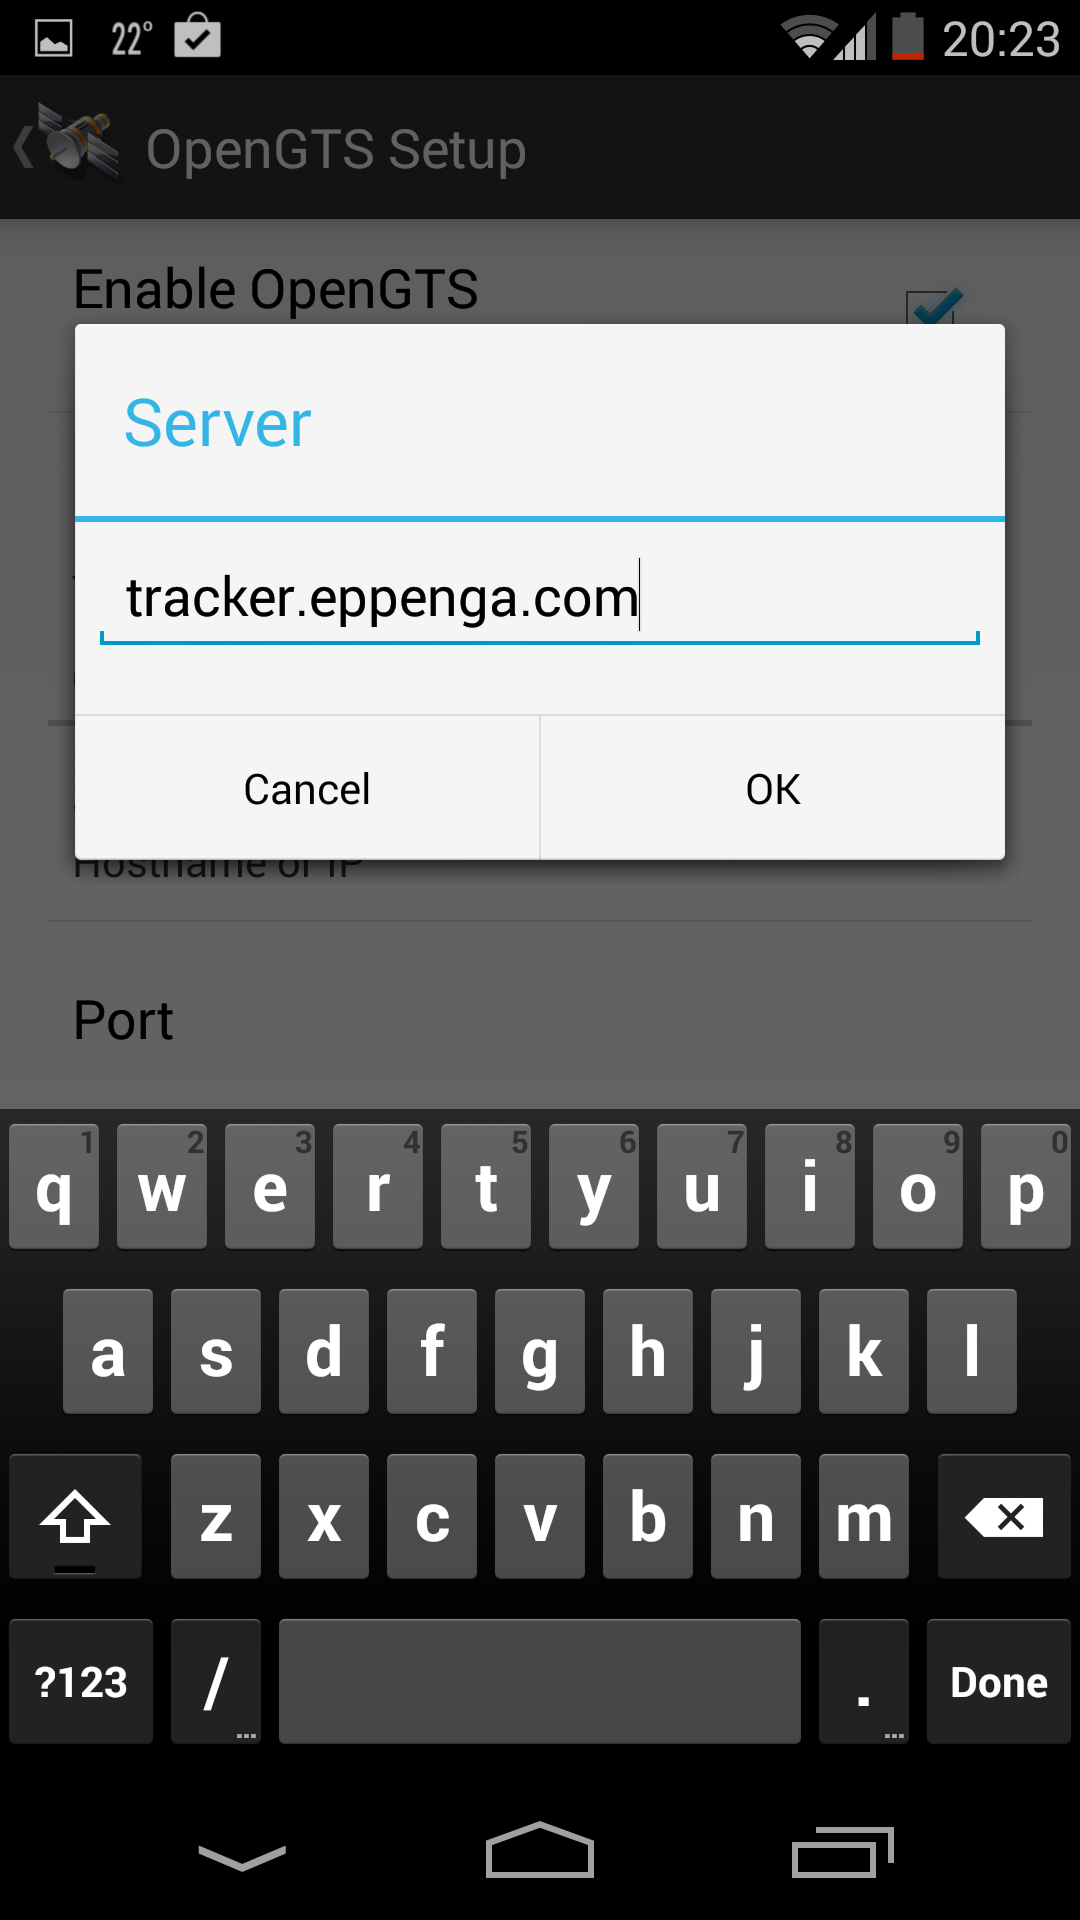 22° 20:23
OpenGTS Setup
Enable OpenGTS
Server
tracker.eppenga.com
Cancel OK
Hostname or IP
Port
1 2 3 4 5 6 7 8 9 0
q w e r t y u i o p
a s d f g h j k l
z x c v b n m
?123 / . Done